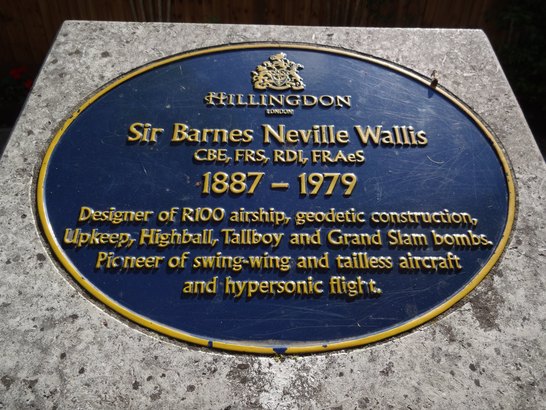 HILLINGDON
LONDON
Sir Barnes Neville Wallis
CBE, FRS, RDI, FRAeS
1887 – 1979
Designer of R100 airship, geodetic construction,
Upkeep, Highball, Tallboy and Grand Slam bombs.
Pioneer of swing-wing and tailless aircraft
and hypersonic flight.